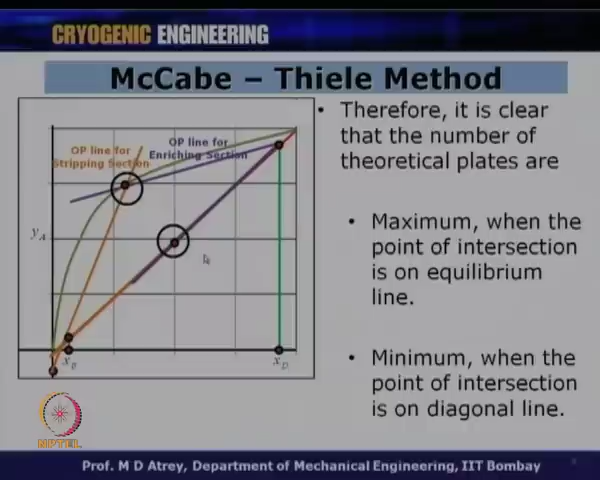 CRYOGENIC ENGINEERING
McCabe – Thiele Method
OP line for
Stripping Section
OP line for
Enriching Section
y_A
x_B
x_D
• Therefore, it is clear
that the number of
theoretical plates are
• Maximum, when the
point of intersection
is on equilibrium
line.
• Minimum, when the
point of intersection
is on diagonal line.
NPTEL
Prof. M D Atrey, Department of Mechanical Engineering, IIT Bombay